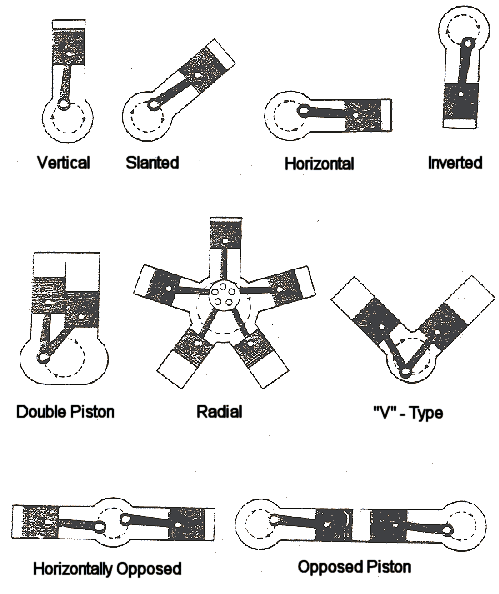 Vertical
Slanted
Horizontal
Inverted
Double Piston
Radial
"V" - Type
Horizontally Opposed
Opposed Piston